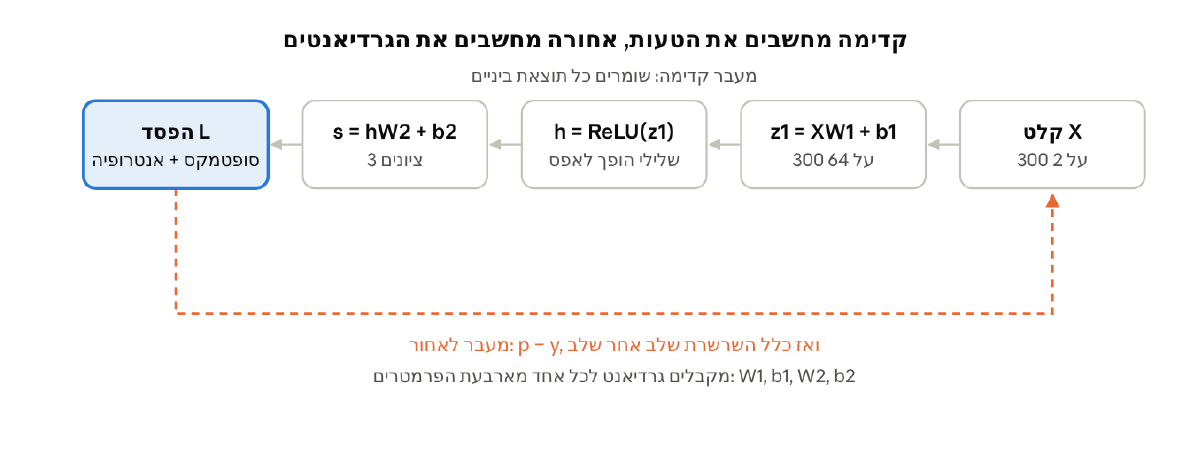 קדימה מחשבים את הטעות, אחורה מחשבים את הגרדיאנטים
מעבר קדימה: שומרים כל תוצאת ביניים
קלט X
300 על 2
z1 = XW1 + b1
300 על 64
h = ReLU(z1)
שלילי הופך לאפס
s = hW2 + b2
3 ציונים
הפסד L
סופטמקס + אנטרופיה
מעבר לאחור: p − y, ואז כלל השרשרת שלב אחר שלב
מקבלים גרדיאנט לכל אחד מארבעת הפרמטרים: W1, b1, W2, b2